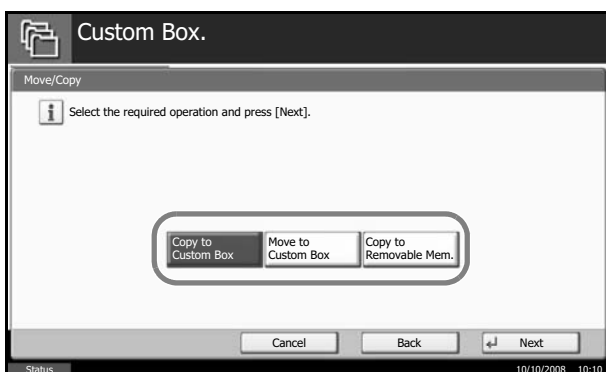 Custom Box.
Move/Copy
i Select the required operation and press [Next].
Copy to Custom Box
Move to Custom Box
Copy to Removable Mem.
Cancel Back Next
Status 10/10/2008 10:10